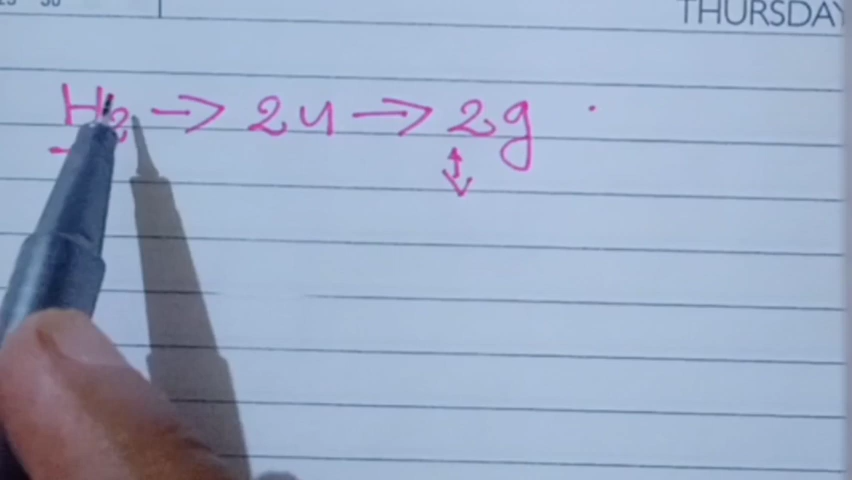 THURSDAY
H2 → 2u → 2g